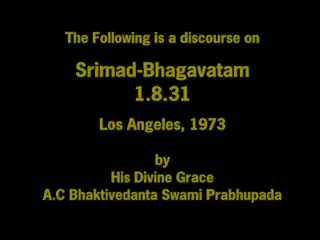 The Following is a discourse on
Srimad-Bhagavatam
1.8.31
Los Angeles, 1973
by
His Divine Grace
A.C Bhaktivedanta Swami Prabhupada